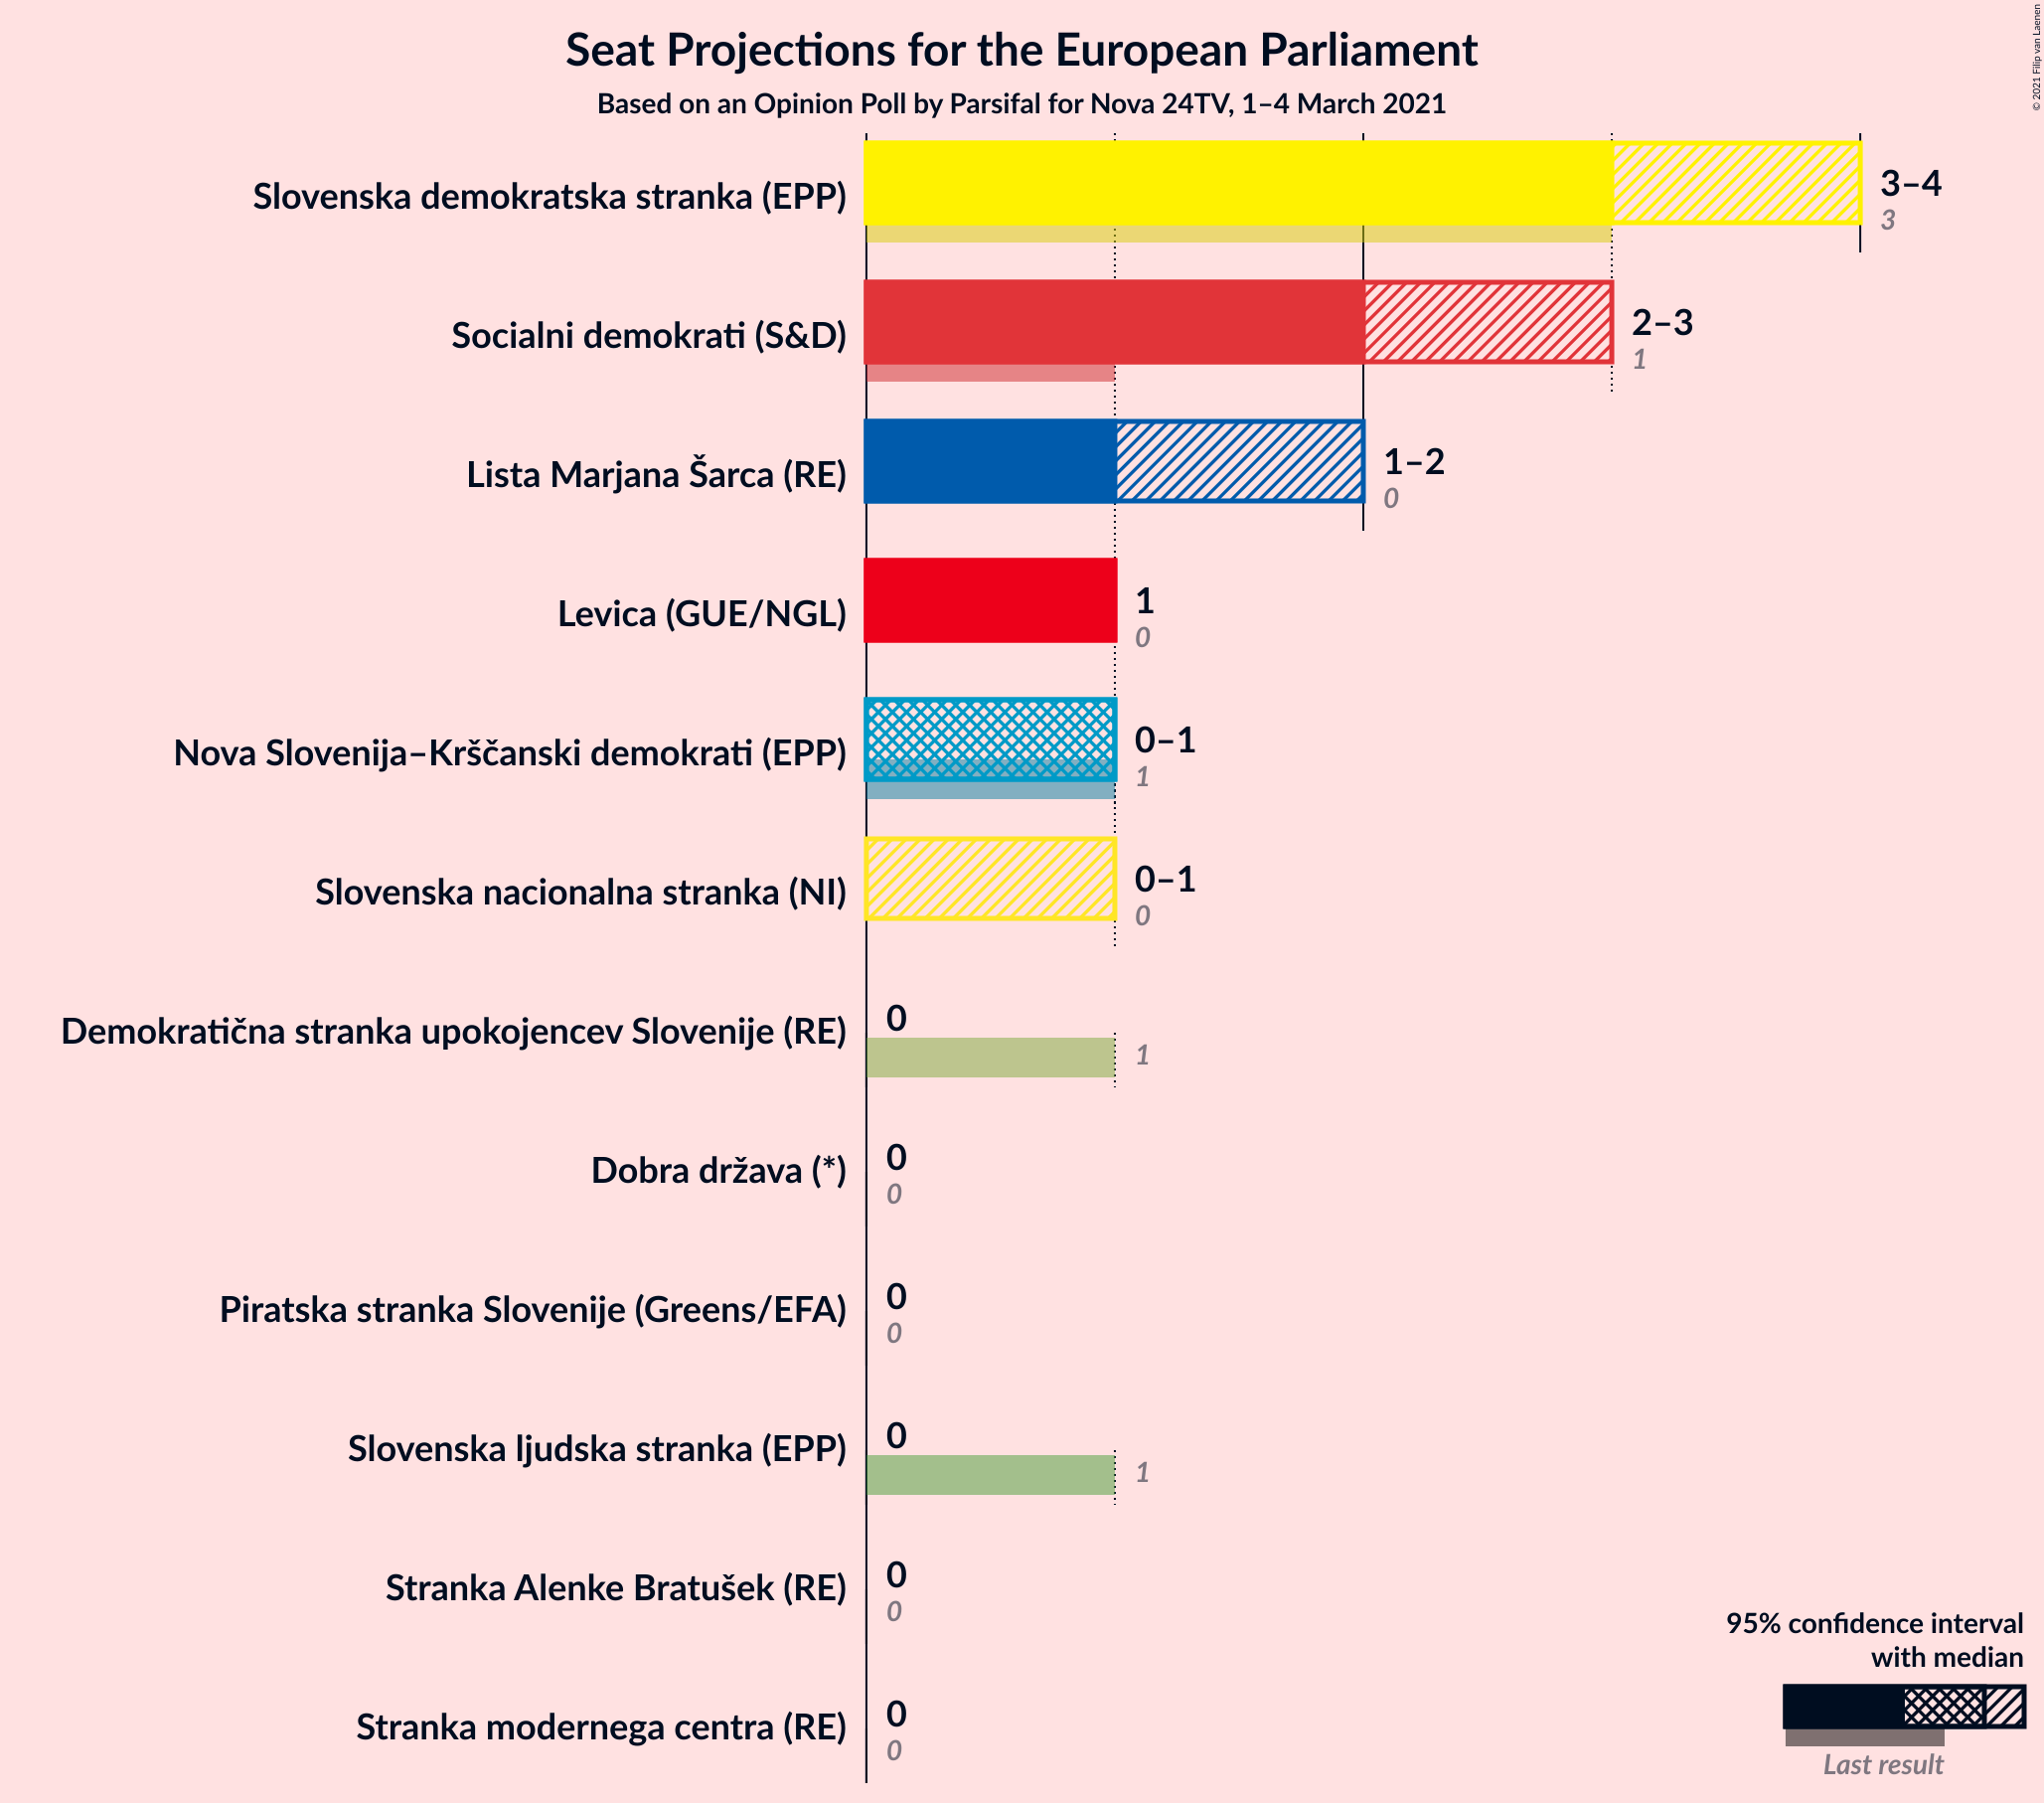 Seat Projections for the European Parliament
Based on an Opinion Poll by Parsifal for Nova 24TV, 1–4 March 2021
© 2021 Filip van Laenen
Slovenska demokratska stranka (EPP)
3–4
3
Socialni demokrati (S&D)
2–3
1
Lista Marjana Šarca (RE)
1–2
0
Levica (GUE/NGL)
1
0
Nova Slovenija–Krščanski demokrati (EPP)
0–1
1
Slovenska nacionalna stranka (NI)
0–1
0
Demokratična stranka upokojencev Slovenije (RE)
0
1
Dobra država (*)
0
0
Piratska stranka Slovenije (Greens/EFA)
0
0
Slovenska ljudska stranka (EPP)
0
1
Stranka Alenke Bratušek (RE)
0
0
Stranka modernega centra (RE)
0
0
95% confidence interval
with median
Last result